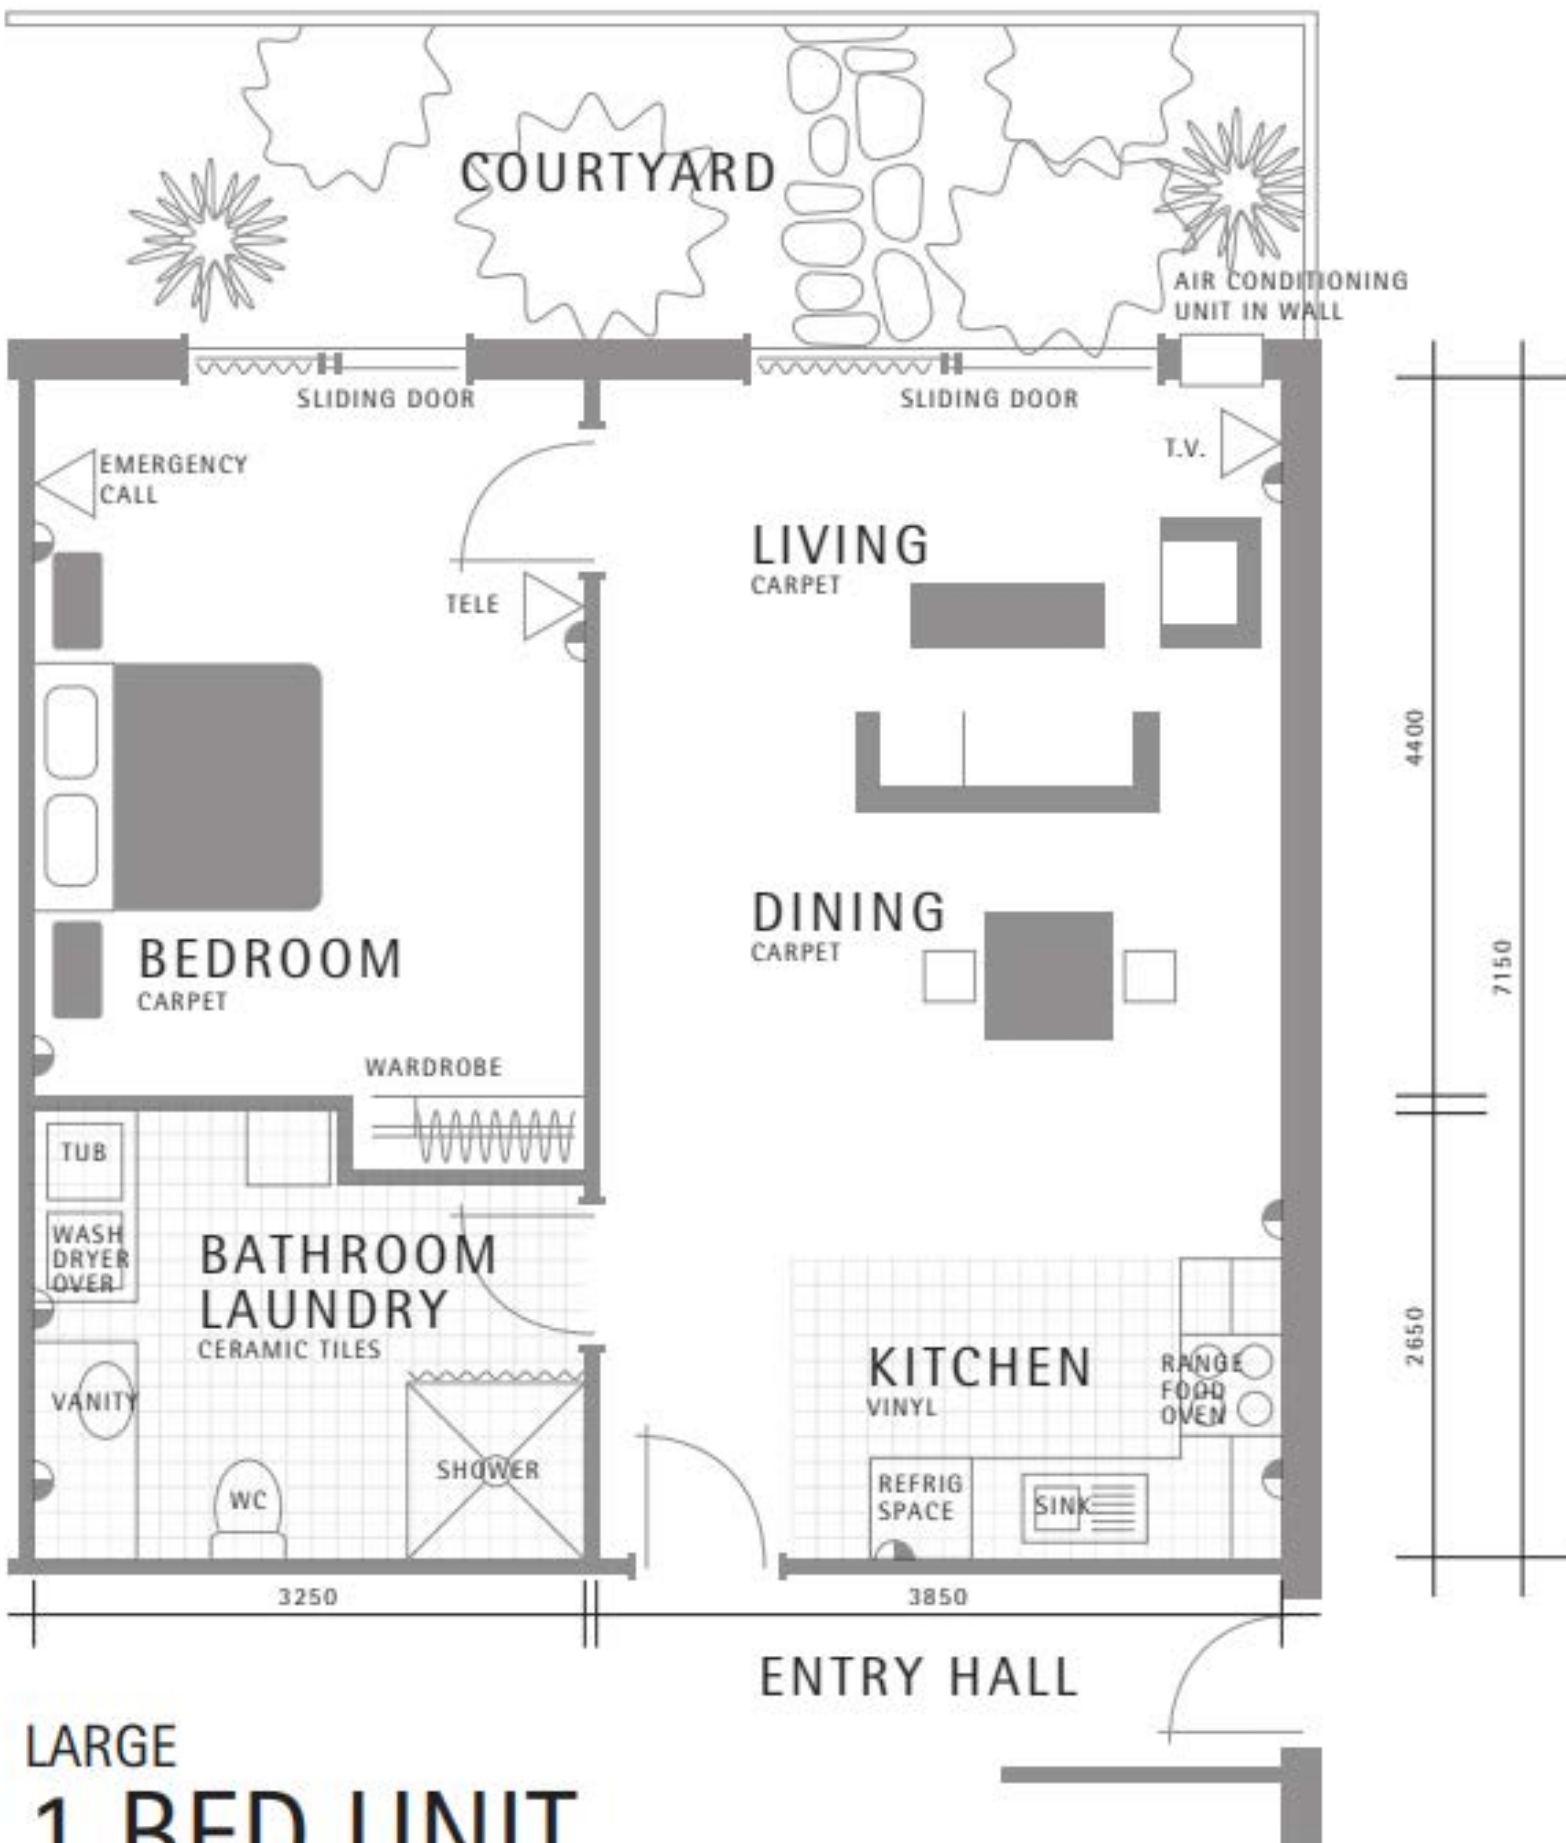 COURTYARD
AIR CONDITIONING
UNIT IN WALL
SLIDING DOOR
SLIDING DOOR
EMERGENCY
CALL
T.V.
LIVING
CARPET
TELE
4400
BEDROOM
CARPET
DINING
CARPET
7150
WARDROBE
TUB
WASH
DRYER
OVER
BATHROOM
LAUNDRY
CERAMIC TILES
2650
KITCHEN
VINYL
RANGE
FOOD
OVEN
VANITY
WC
SHOWER
REFRIG
SPACE
SINK
3250
3850
ENTRY HALL
LARGE
1 BED UNIT